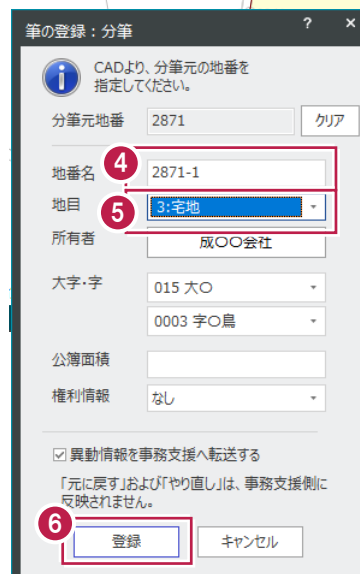 筆の登録：分筆 ? ×
CADより、分筆元の地番を
指定してください。
分筆元地番 2871 クリア
4
地番名 2871-1
5
地目 3:宅地
所有者 成〇〇会社
大字・字 015 大〇
0003 字〇鳥
公簿面積
権利情報 なし
異動情報を事務支援へ転送する
「元に戻す」および「やり直し」は、事務支援側に
反映されません。
6
登録 キャンセル